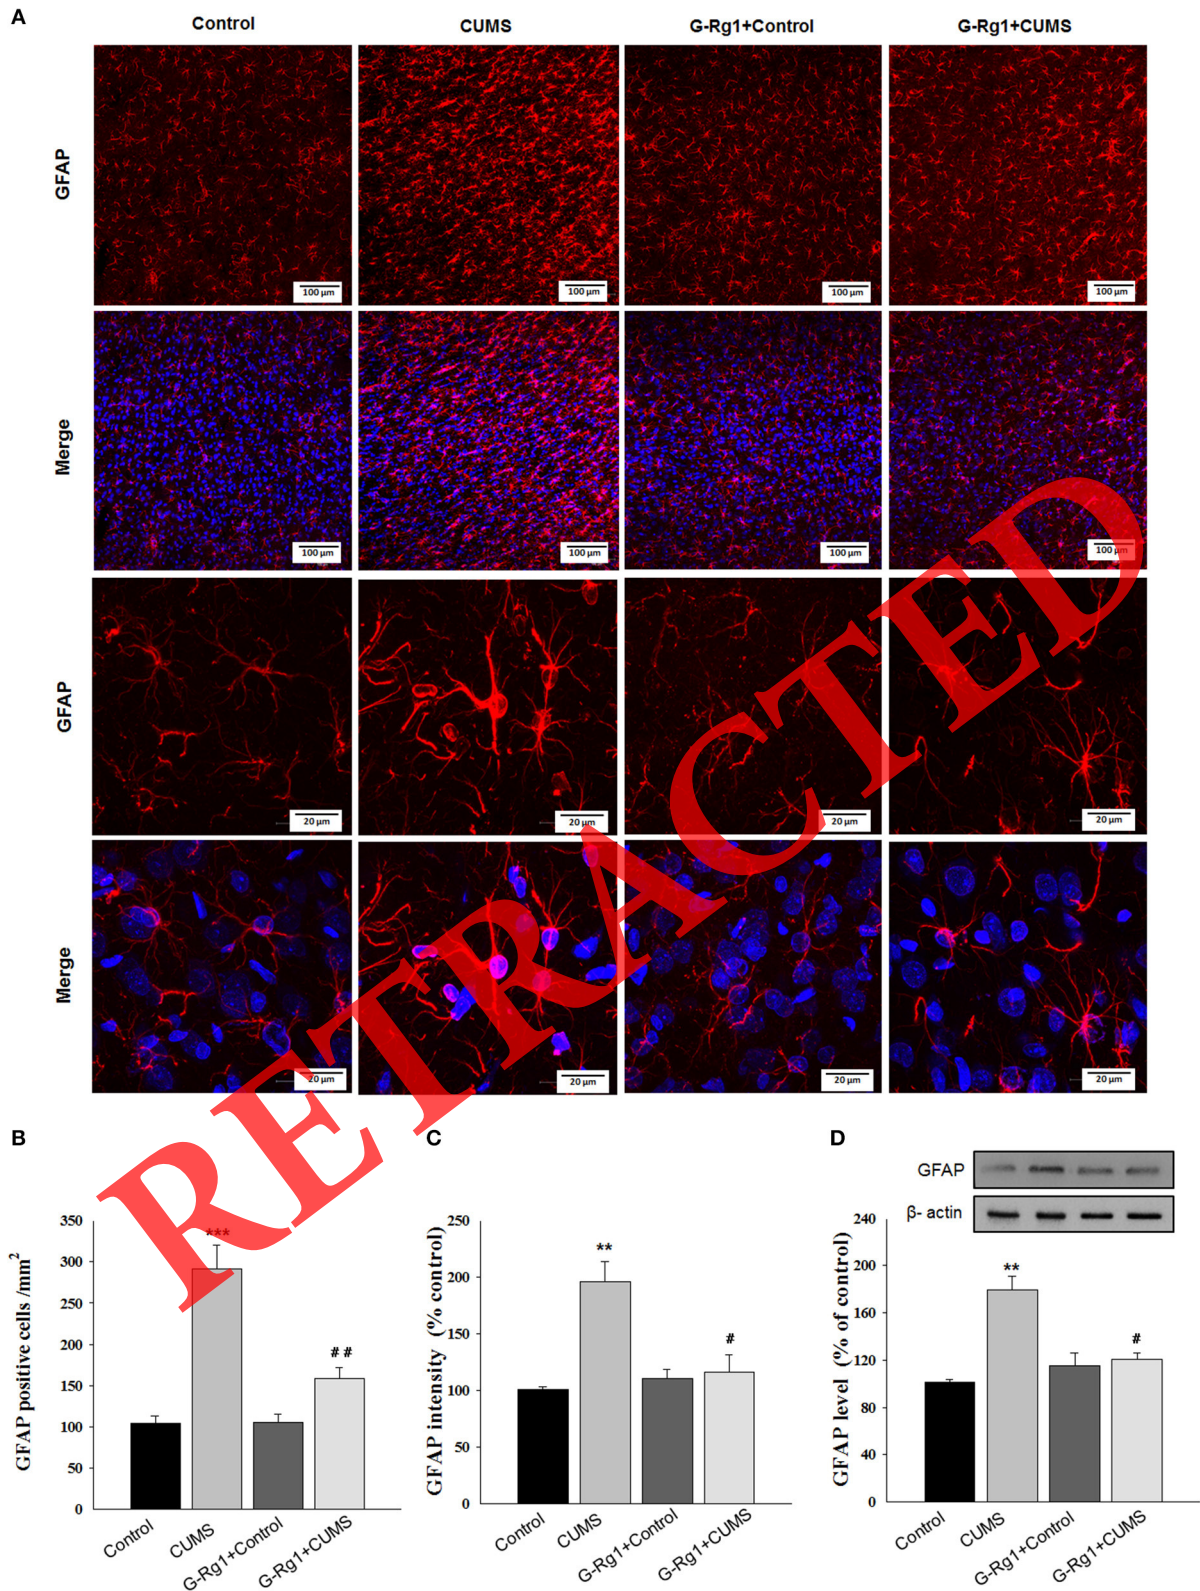 A
Control
CUMS
G-Rg1+Control
G-Rg1+CUMS
GFAP
100 µm
100 µm
100 µm
100 µm
Merge
100 µm
100 µm
100 µm
100 µm
GFAP
20 µm
20 µm
20 µm
20 µm
Merge
20 µm
20 µm
20 µm
20 µm
RETRACTED
B
GFAP positive cells /mm²
350
300
250
200
150
100
50
0
***
# #
Control
CUMS
G-Rg1+Control
G-Rg1+CUMS
C
GFAP intensity (% control)
250
200
150
100
50
0
**
#
Control
CUMS
G-Rg1+Control
G-Rg1+CUMS
D
GFAP
β- actin
GFAP level (% of control)
240
200
160
120
80
40
0
**
#
Control
CUMS
G-Rg1+Control
G-Rg1+CUMS